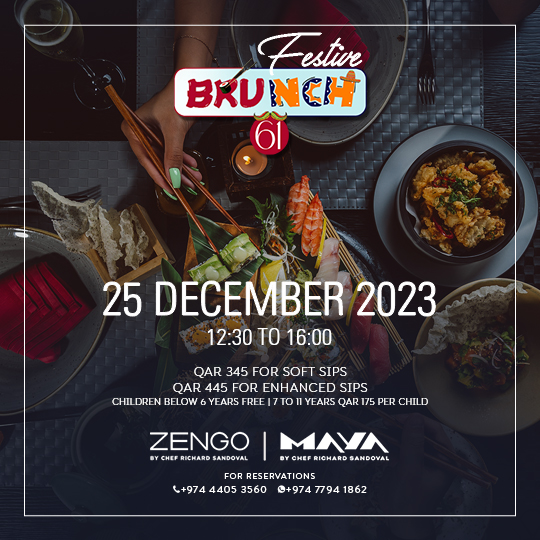 Festive
BRUNCH
61
25 DECEMBER 2023
12:30 TO 16:00
QAR 345 FOR SOFT SIPS
QAR 445 FOR ENHANCED SIPS
CHILDREN BELOW 6 YEARS FREE | 7 TO 11 YEARS QAR 175 PER CHILD
ZENGO | MAYA
BY CHEF RICHARD SANDOVAL BY CHEF RICHARD SANDOVAL
FOR RESERVATIONS
+974 4405 3560 +974 7794 1862